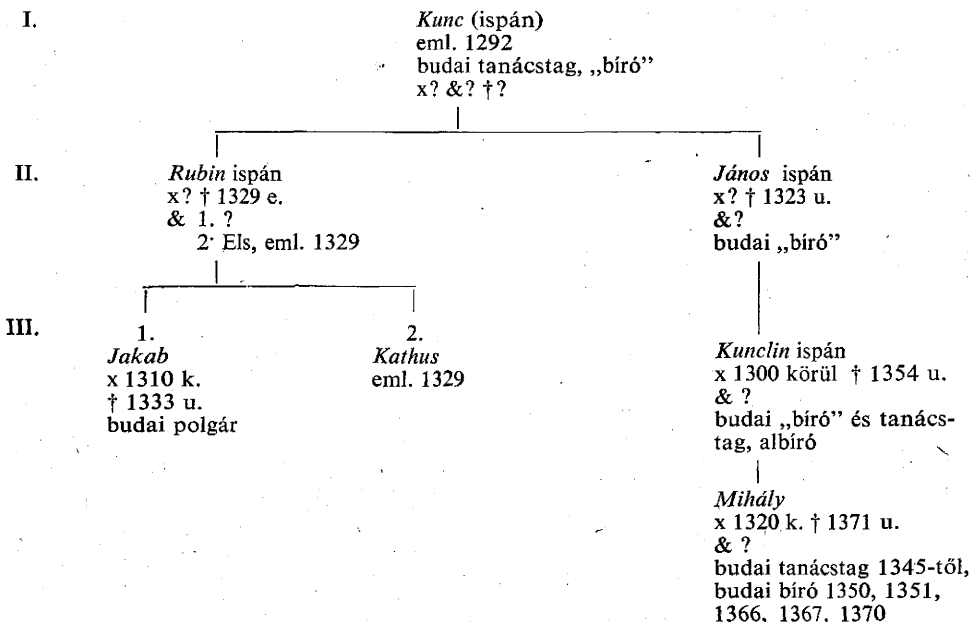 I.
Kunc (ispán)
eml. 1292
budai tanácstag, „bíró”
x? &? †?
II.
Rubin ispán
x? † 1329 e.
& 1. ?
2. Els, eml. 1329
János ispán
x? † 1323 u.
&?
budai „bíró”
III.
1.
Jakab
x 1310 k.
† 1333 u.
budai polgár
2.
Kathus
eml. 1329
Kunclin ispán
x 1300 körül † 1354 u.
& ?
budai „bíró” és tanács-
tag, albíró
Mihály
x 1320 k. † 1371 u.
& ?
budai tanácstag 1345-től,
budai bíró 1350, 1351,
1366, 1367, 1370